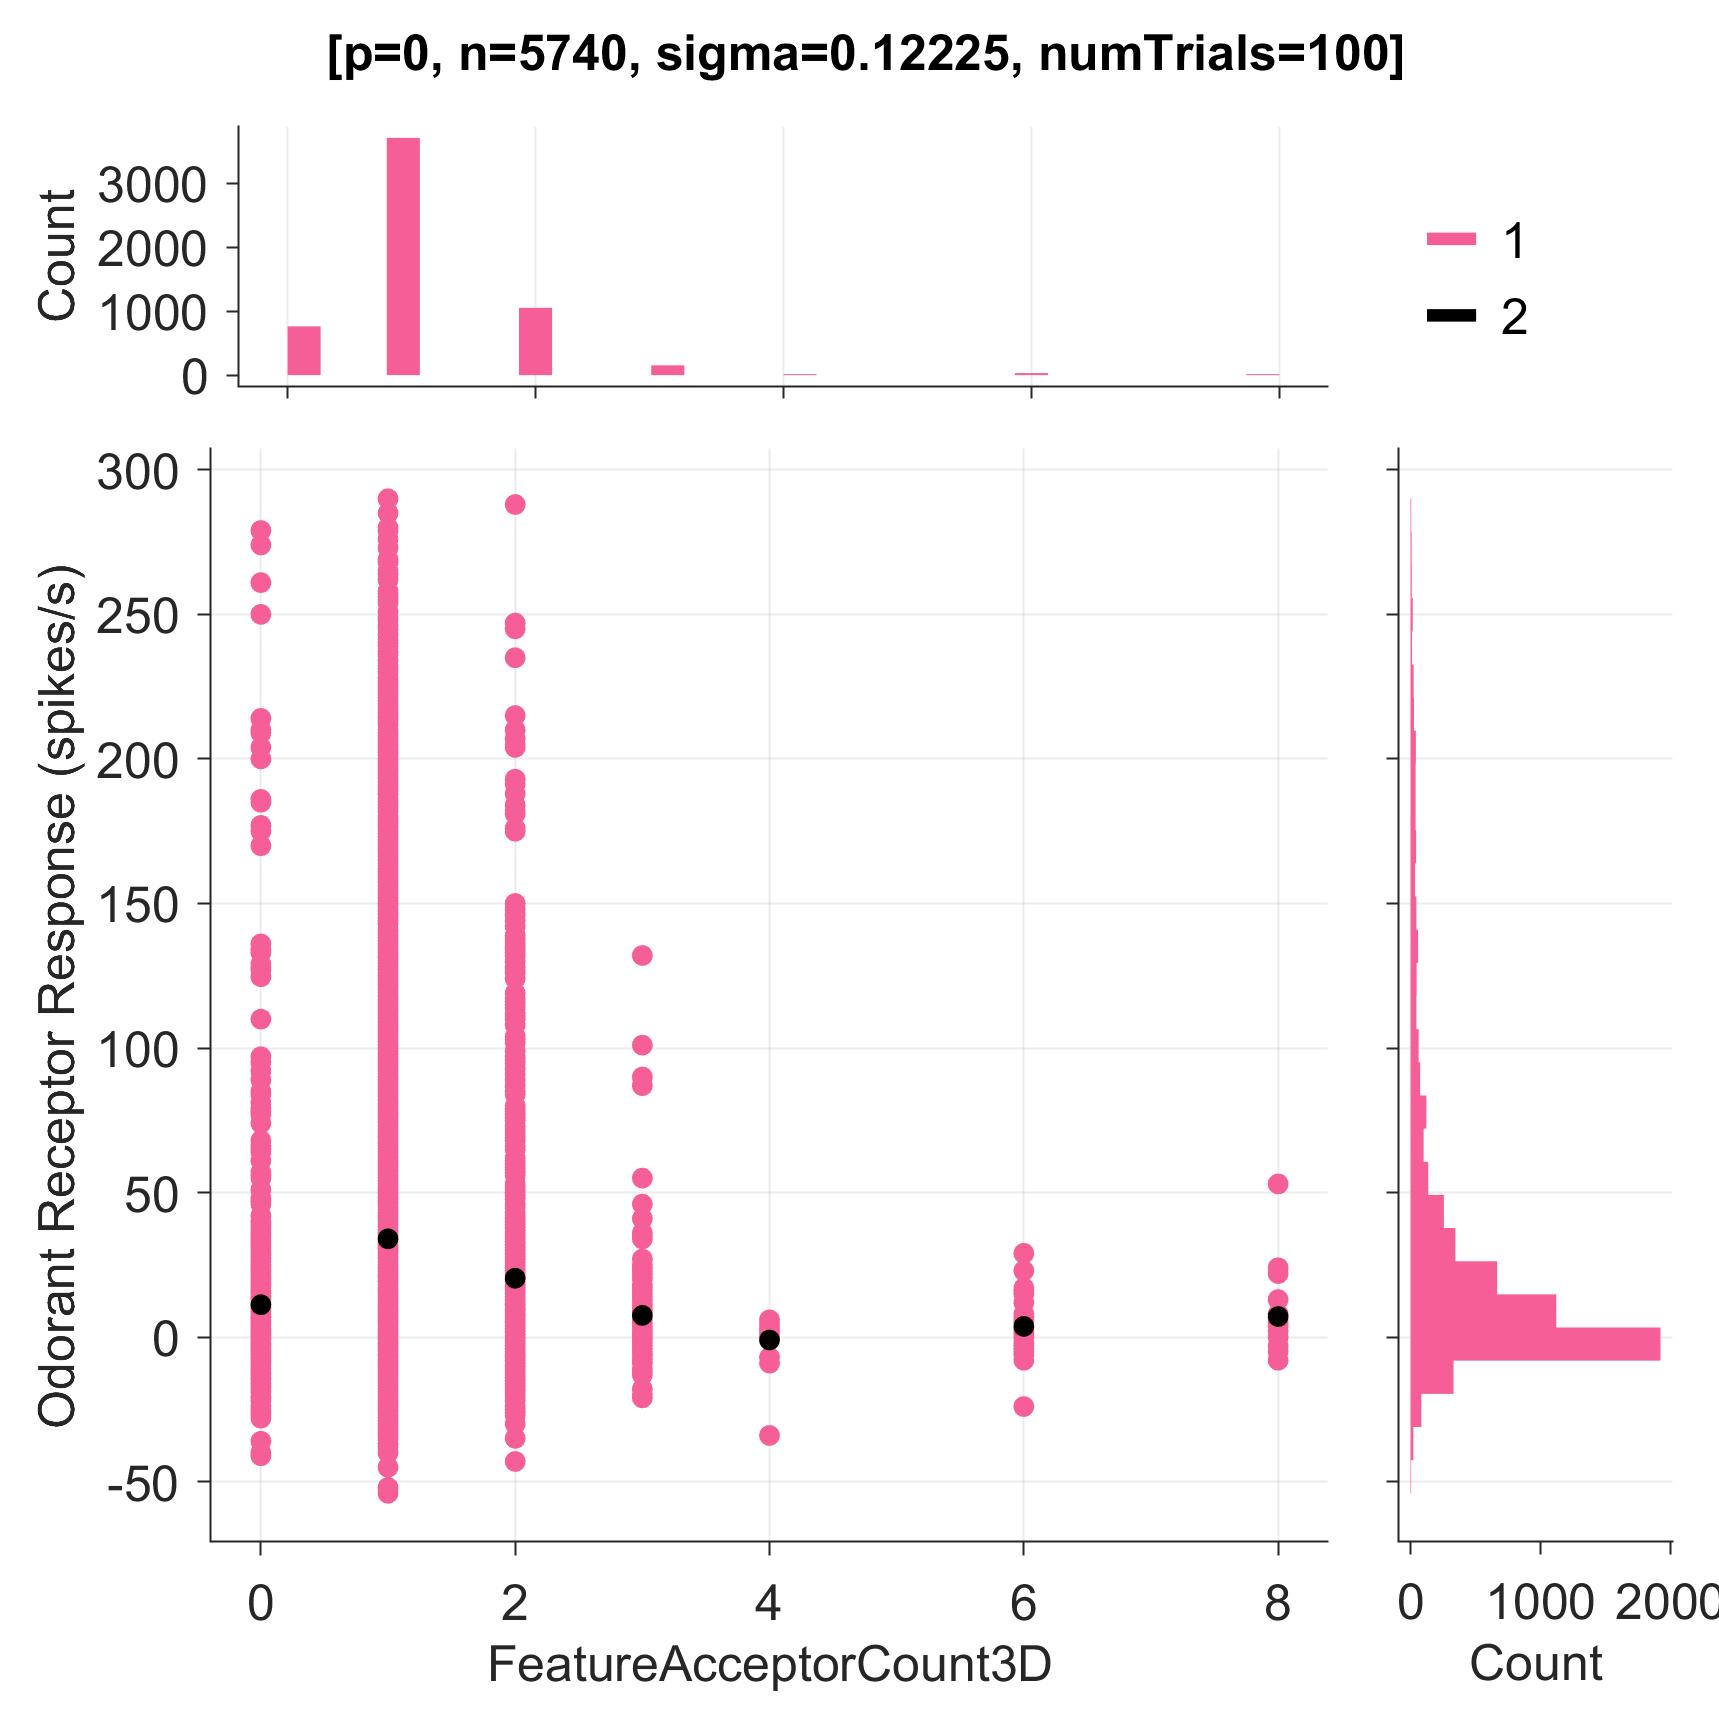 [p=0, n=5740, sigma=0.12225, numTrials=100]
Count
3000
2000
1000
0
1
2
Odorant Receptor Response (spikes/s)
300
250
200
150
100
50
0
-50
0 2 4 6 8
FeatureAcceptorCount3D
0 1000 2000
Count